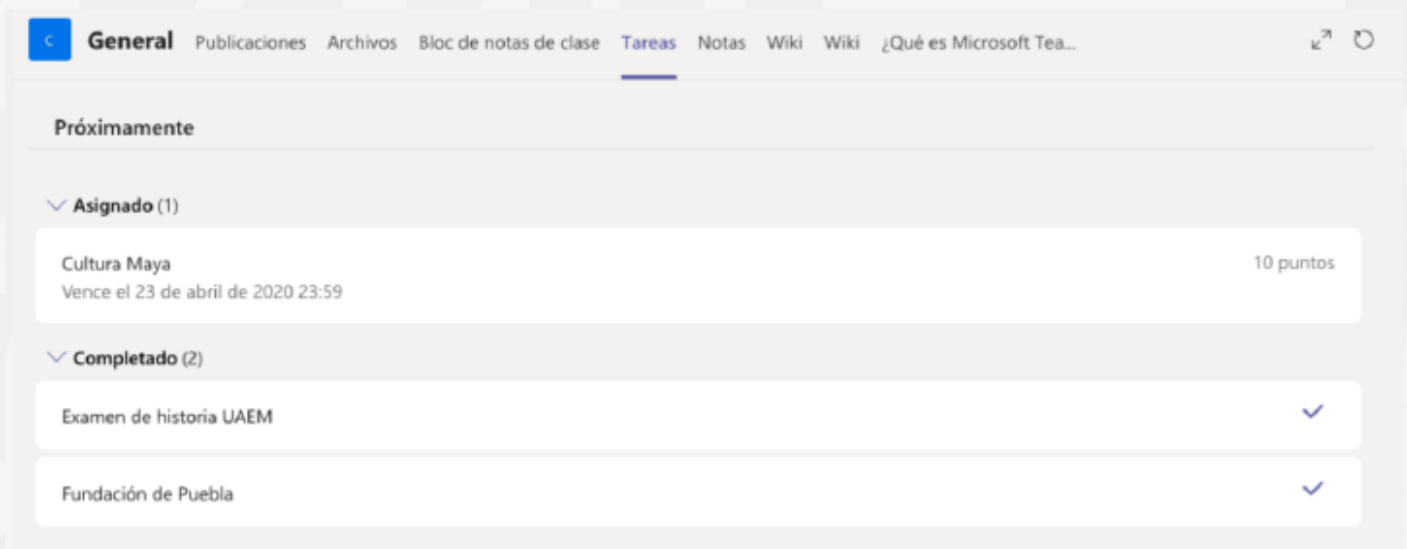 C General Publicaciones Archivos Bloc de notas de clase Tareas Notas Wiki Wiki ¿Qué es Microsoft Tea...
Próximamente
Asignado (1)
Cultura Maya 10 puntos
Vence el 23 de abril de 2020 23:59
Completado (2)
Examen de historia UAEM
Fundación de Puebla